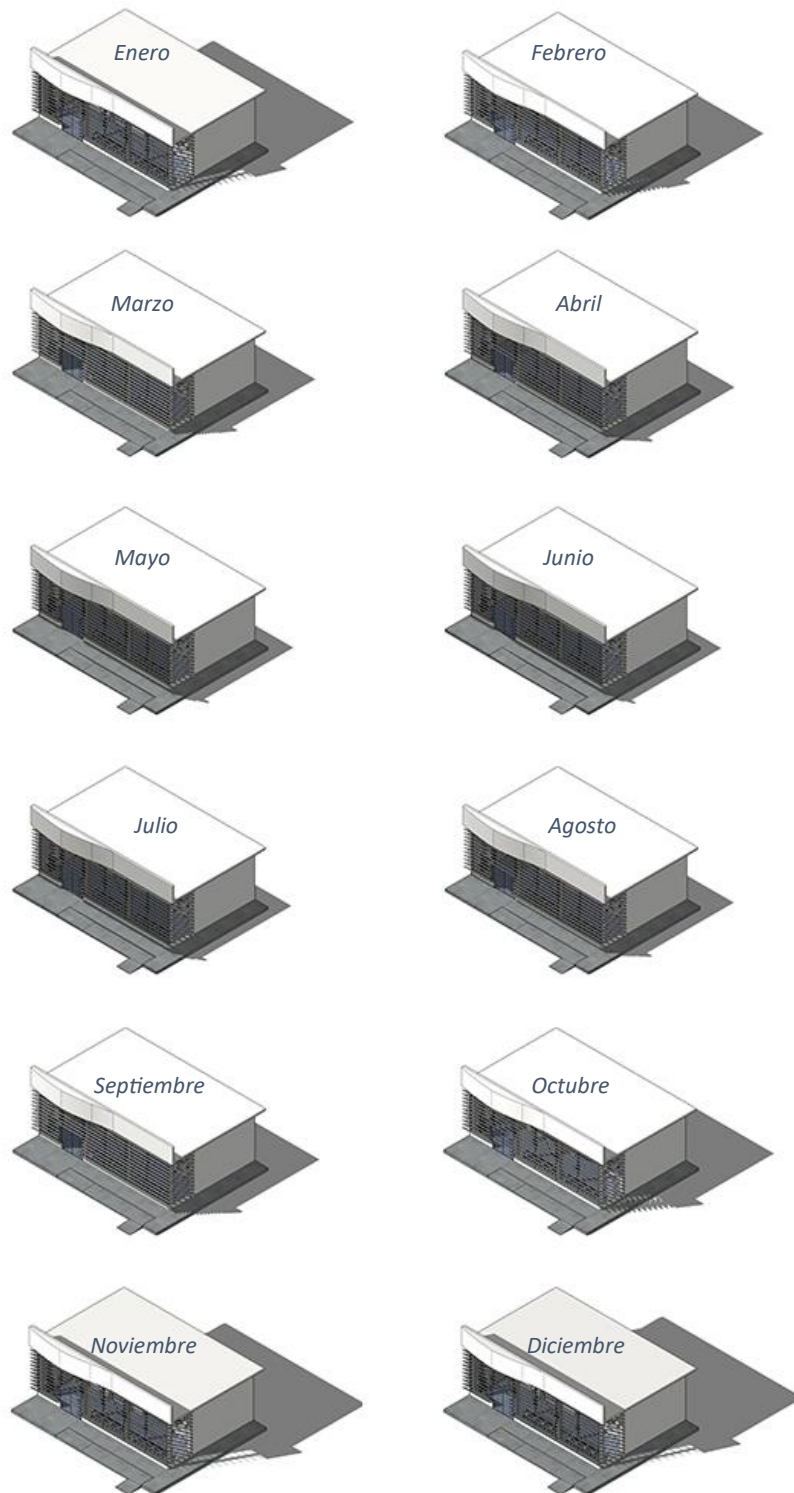 Enero
Febrero
Marzo
Abril
Mayo
Junio
Julio
Agosto
Septiembre
Octubre
Noviembre
Diciembre